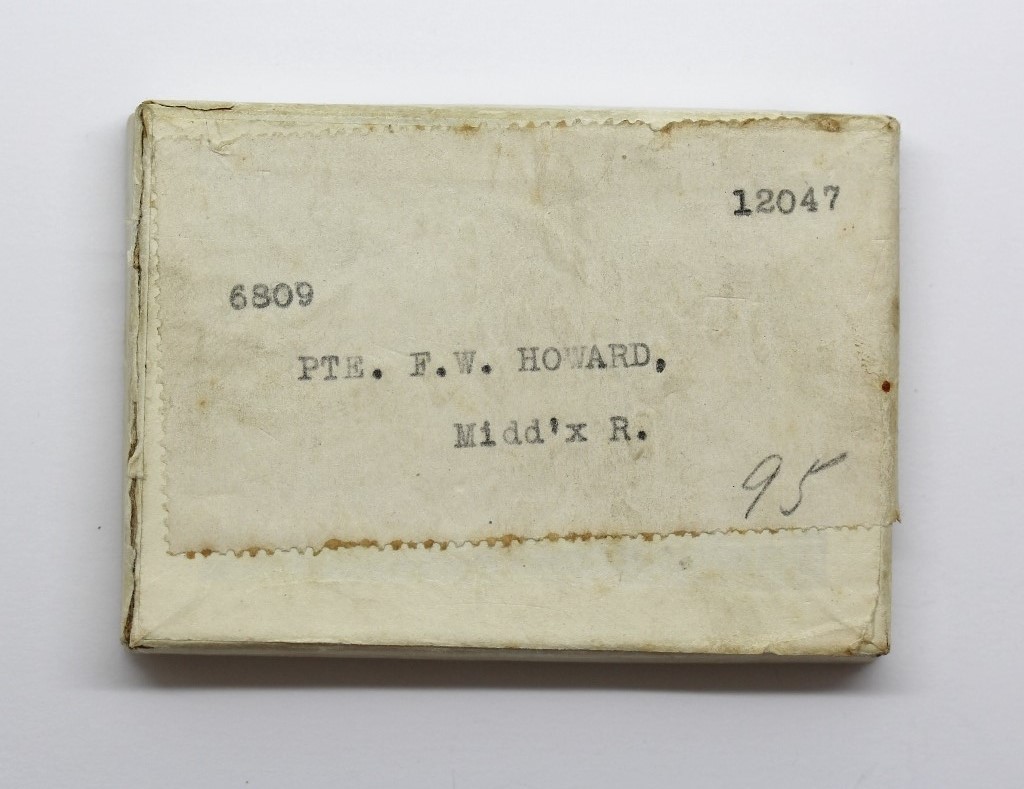 12047
6809
PTE. F.W. HOWARD,
Midd'x R.
95